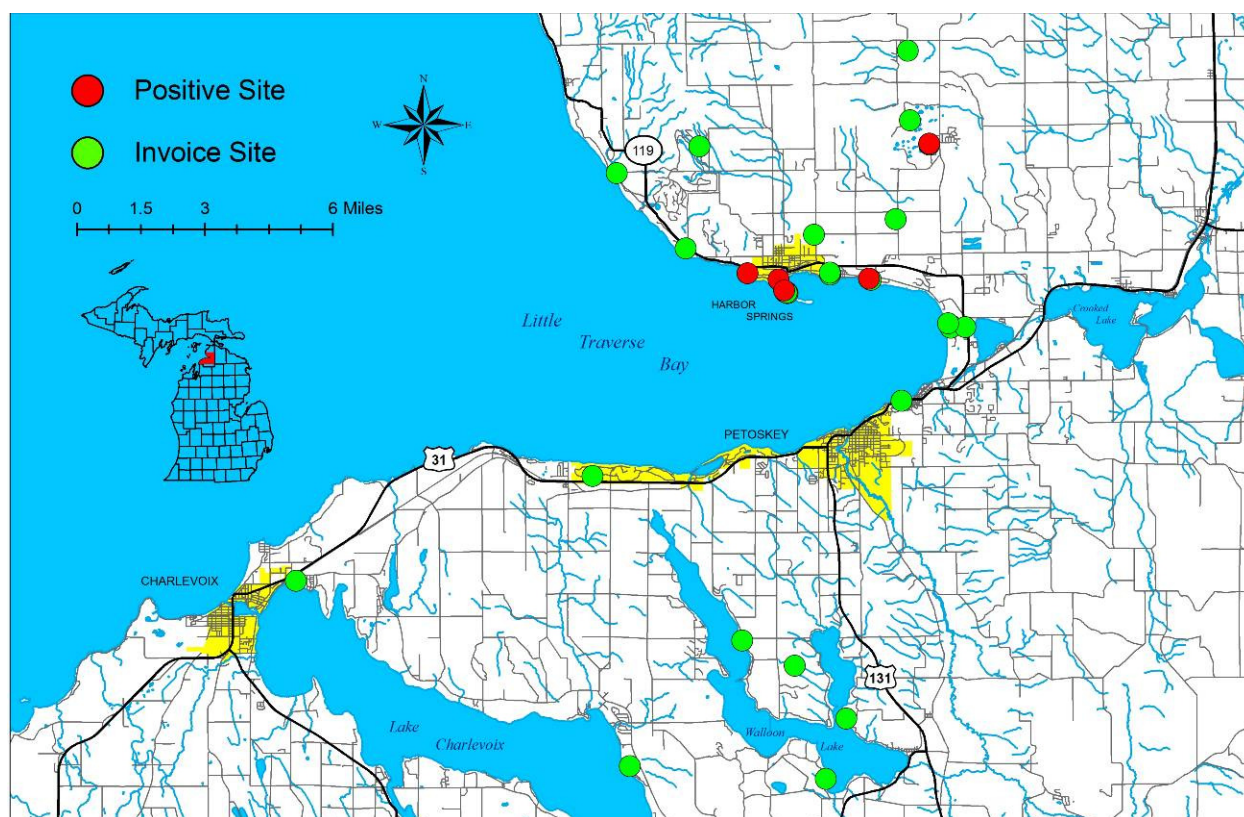 Positive Site
Invoice Site
0 1.5 3 6 Miles
N
W E
S
119
HARBOR
SPRINGS
Crooked
Lake
Little
Traverse
Bay
PETOSKEY
31
CHARLEVOIX
131
Lake
Charlevoix
Walloon
Lake